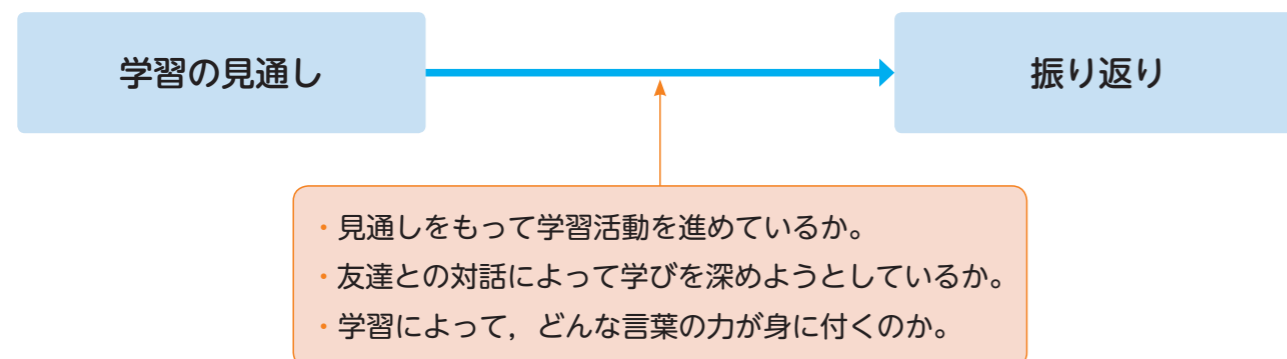 学習の見通し
振り返り
・見通しをもって学習活動を進めているか。
・友達との対話によって学びを深めようとしているか。
・学習によって，どんな言葉の力が身に付くのか。